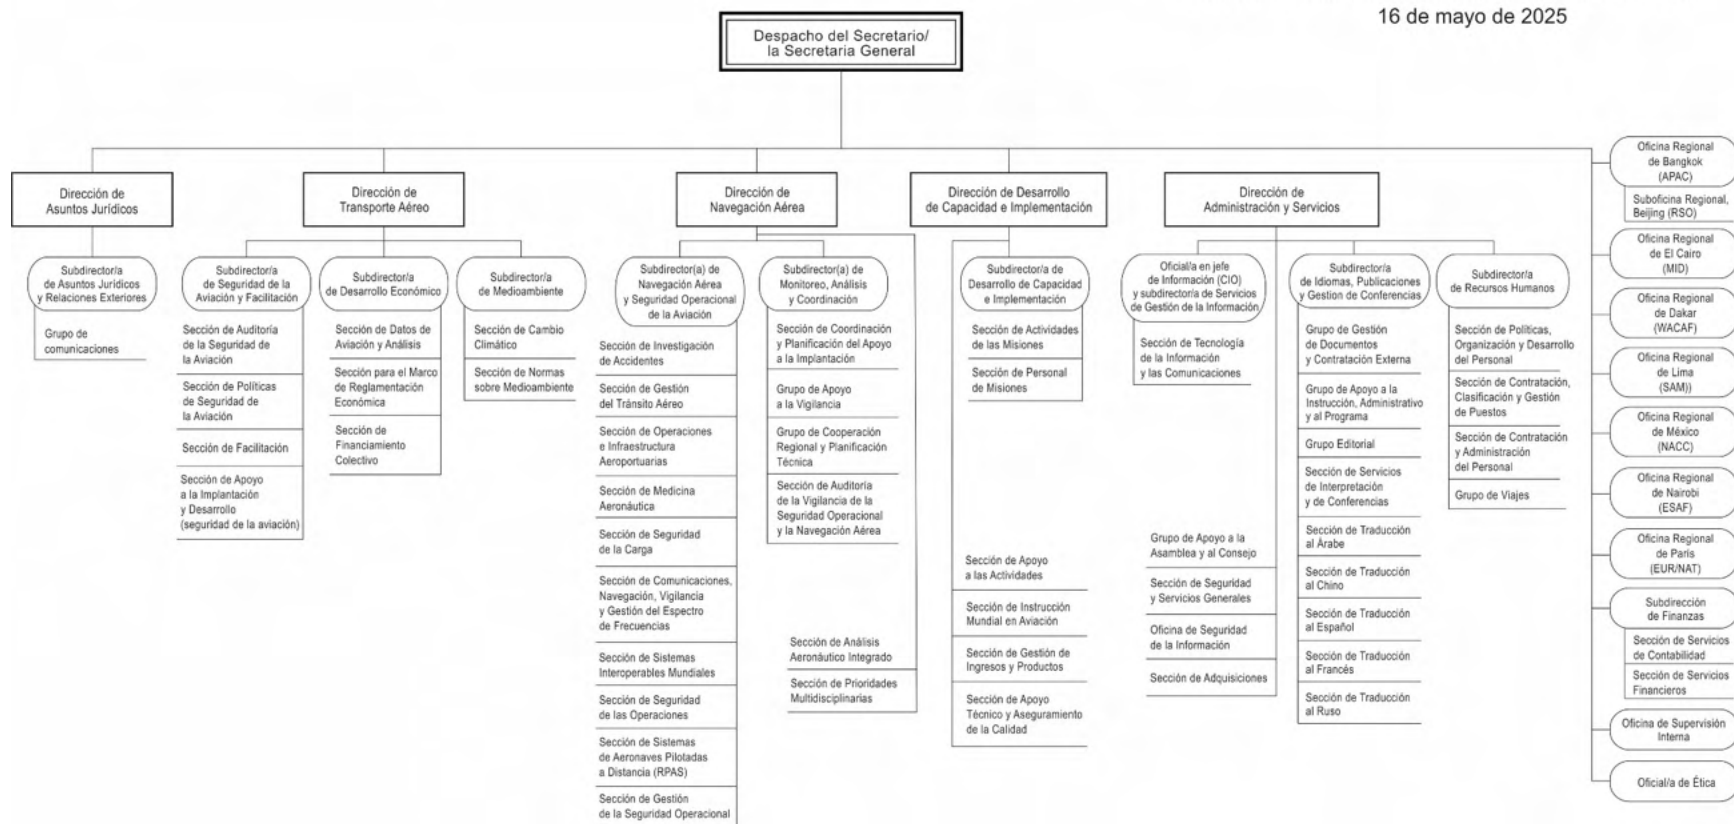 16 de mayo de 2025
Despacho del Secretario/
la Secretaria General
Dirección de
Asuntos Jurídicos
Subdirector/a
de Asuntos Jurídicos
y Relaciones Exteriores
Grupo de
comunicaciones
Dirección de
Transporte Aéreo
Subdirector/a
de Seguridad de la
Aviación y Facilitación
Sección de Auditoría
de la Seguridad de
la Aviación
Sección de Políticas
de Seguridad de
la Aviación
Sección de Facilitación
Sección de Apoyo
a la Implantación
y Desarrollo
(seguridad de la aviación)
Subdirector/a
de Desarrollo Económico
Sección de Datos de
Aviación y Análisis
Sección para el Marco
de Reglamentación
Económica
Sección de
Financiamiento
Colectivo
Subdirector/a
de Medioambiente
Sección de Cambio
Climático
Sección de Normas
sobre Medioambiente
Dirección de
Navegación Aérea
Subdirector(a) de
Navegación Aérea
y Seguridad Operacional
de la Aviación
Sección de Investigación
de Accidentes
Sección de Gestión
del Tránsito Aéreo
Sección de Operaciones
e Infraestructura
Aeroportuarias
Sección de Medicina
Aeronáutica
Sección de Seguridad
de la Carga
Sección de Comunicaciones,
Navegación, Vigilancia
y Gestión del Espectro
de Frecuencias
Sección de Sistemas
Interoperables Mundiales
Sección de Seguridad
de las Operaciones
Sección de Sistemas
de Aeronaves Pilotadas
a Distancia (RPAS)
Sección de Gestión
de la Seguridad Operacional
Subdirector(a) de
Monitoreo, Análisis
y Coordinación
Sección de Coordinación
y Planificación del Apoyo
a la Implantación
Grupo de Apoyo
a la Vigilancia
Grupo de Cooperación
Regional y Planificación
Técnica
Sección de Auditoría
de la Vigilancia de la
Seguridad Operacional
y la Navegación Aérea
Sección de Análisis
Aeronáutico Integrado
Sección de Prioridades
Multidisciplinarias
Dirección de Desarrollo
de Capacidad e Implementación
Subdirector/a de
Desarrollo de Capacidad
e Implementación
Sección de Actividades
de las Misiones
Sección de Personal
de Misiones
Sección de Apoyo
a las Actividades
Sección de Instrucción
Mundial en Aviación
Sección de Gestión de
Ingresos y Productos
Sección de Apoyo
Técnico y Aseguramiento
de la Calidad
Dirección de
Administración y Servicios
Oficial/a en jefe
de Información (CIO)
y subdirector/a de Servicios
de Gestión de la Información
Sección de Tecnología
de la Información
y las Comunicaciones
Grupo de Apoyo a la
Asamblea y al Consejo
Sección de Seguridad
y Servicios Generales
Oficina de Seguridad
de la Información
Sección de Adquisiciones
Subdirector/a
de Idiomas, Publicaciones
y Gestion de Conferencias
Grupo de Gestión
de Documentos
y Contratación Externa
Grupo de Apoyo a la
Instrucción, Administrativo
y al Programa
Grupo Editorial
Sección de Servicios
de Interpretación
y de Conferencias
Sección de Traducción
al Árabe
Sección de Traducción
al Chino
Sección de Traducción
al Español
Sección de Traducción
al Francés
Sección de Traducción
al Ruso
Subdirector/a
de Recursos Humanos
Sección de Políticas,
Organización y Desarrollo
del Personal
Sección de Contratación,
Clasificación y Gestión
de Puestos
Sección de Contratación
y Administración
del Personal
Grupo de Viajes
Oficina Regional
de Bangkok
(APAC)
Suboficina Regional,
Beijing (RSO)
Oficina Regional
de El Cairo
(MID)
Oficina Regional
de Dakar
(WACAF)
Oficina Regional
de Lima
(SAM))
Oficina Regional
de México
(NACC)
Oficina Regional
de Nairobi
(ESAF)
Oficina Regional
de París
(EUR/NAT)
Subdirección
de Finanzas
Sección de Servicios
de Contabilidad
Sección de Servicios
Financieros
Oficina de Supervisión
Interna
Oficial/a de Ética